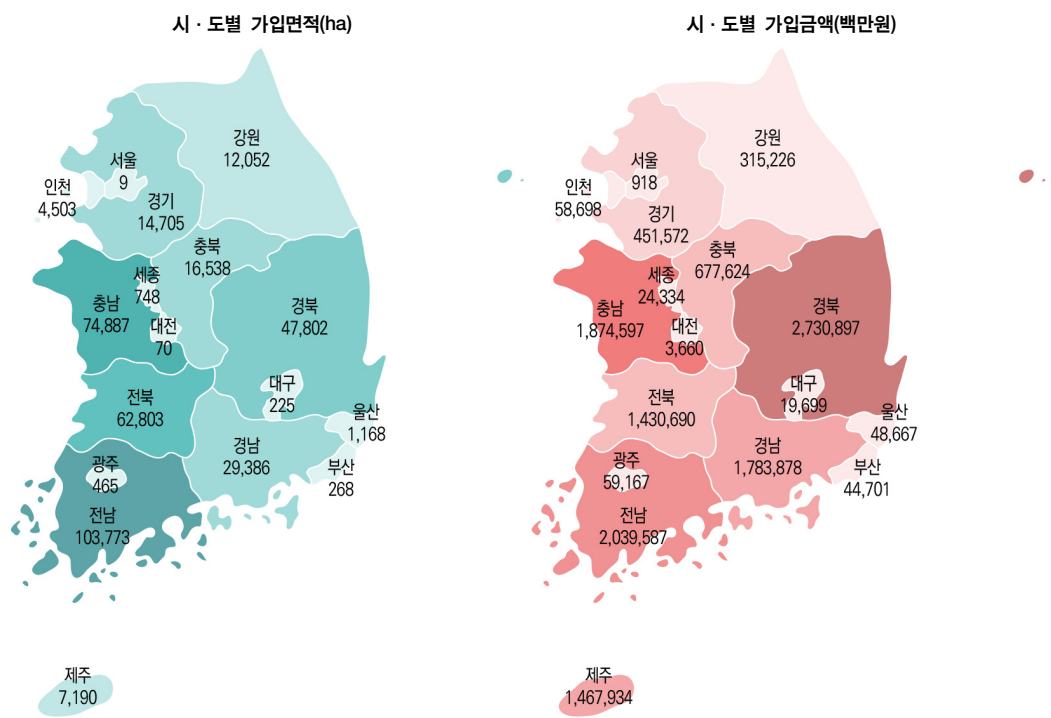 시 · 도별 가입면적(ha)
강원
12,052
서울
9
인천
4,503
경기
14,705
충북
16,538
세종
748
충남
74,887
대전
70
경북
47,802
대구
225
전북
62,803
울산
1,168
경남
29,386
부산
268
광주
465
전남
103,773
제주
7,190
시 · 도별 가입금액(백만원)
강원
315,226
서울
918
인천
58,698
경기
451,572
충북
677,624
세종
24,334
충남
1,874,597
대전
3,660
경북
2,730,897
대구
19,699
전북
1,430,690
울산
48,667
경남
1,783,878
부산
44,701
광주
59,167
전남
2,039,587
제주
1,467,934